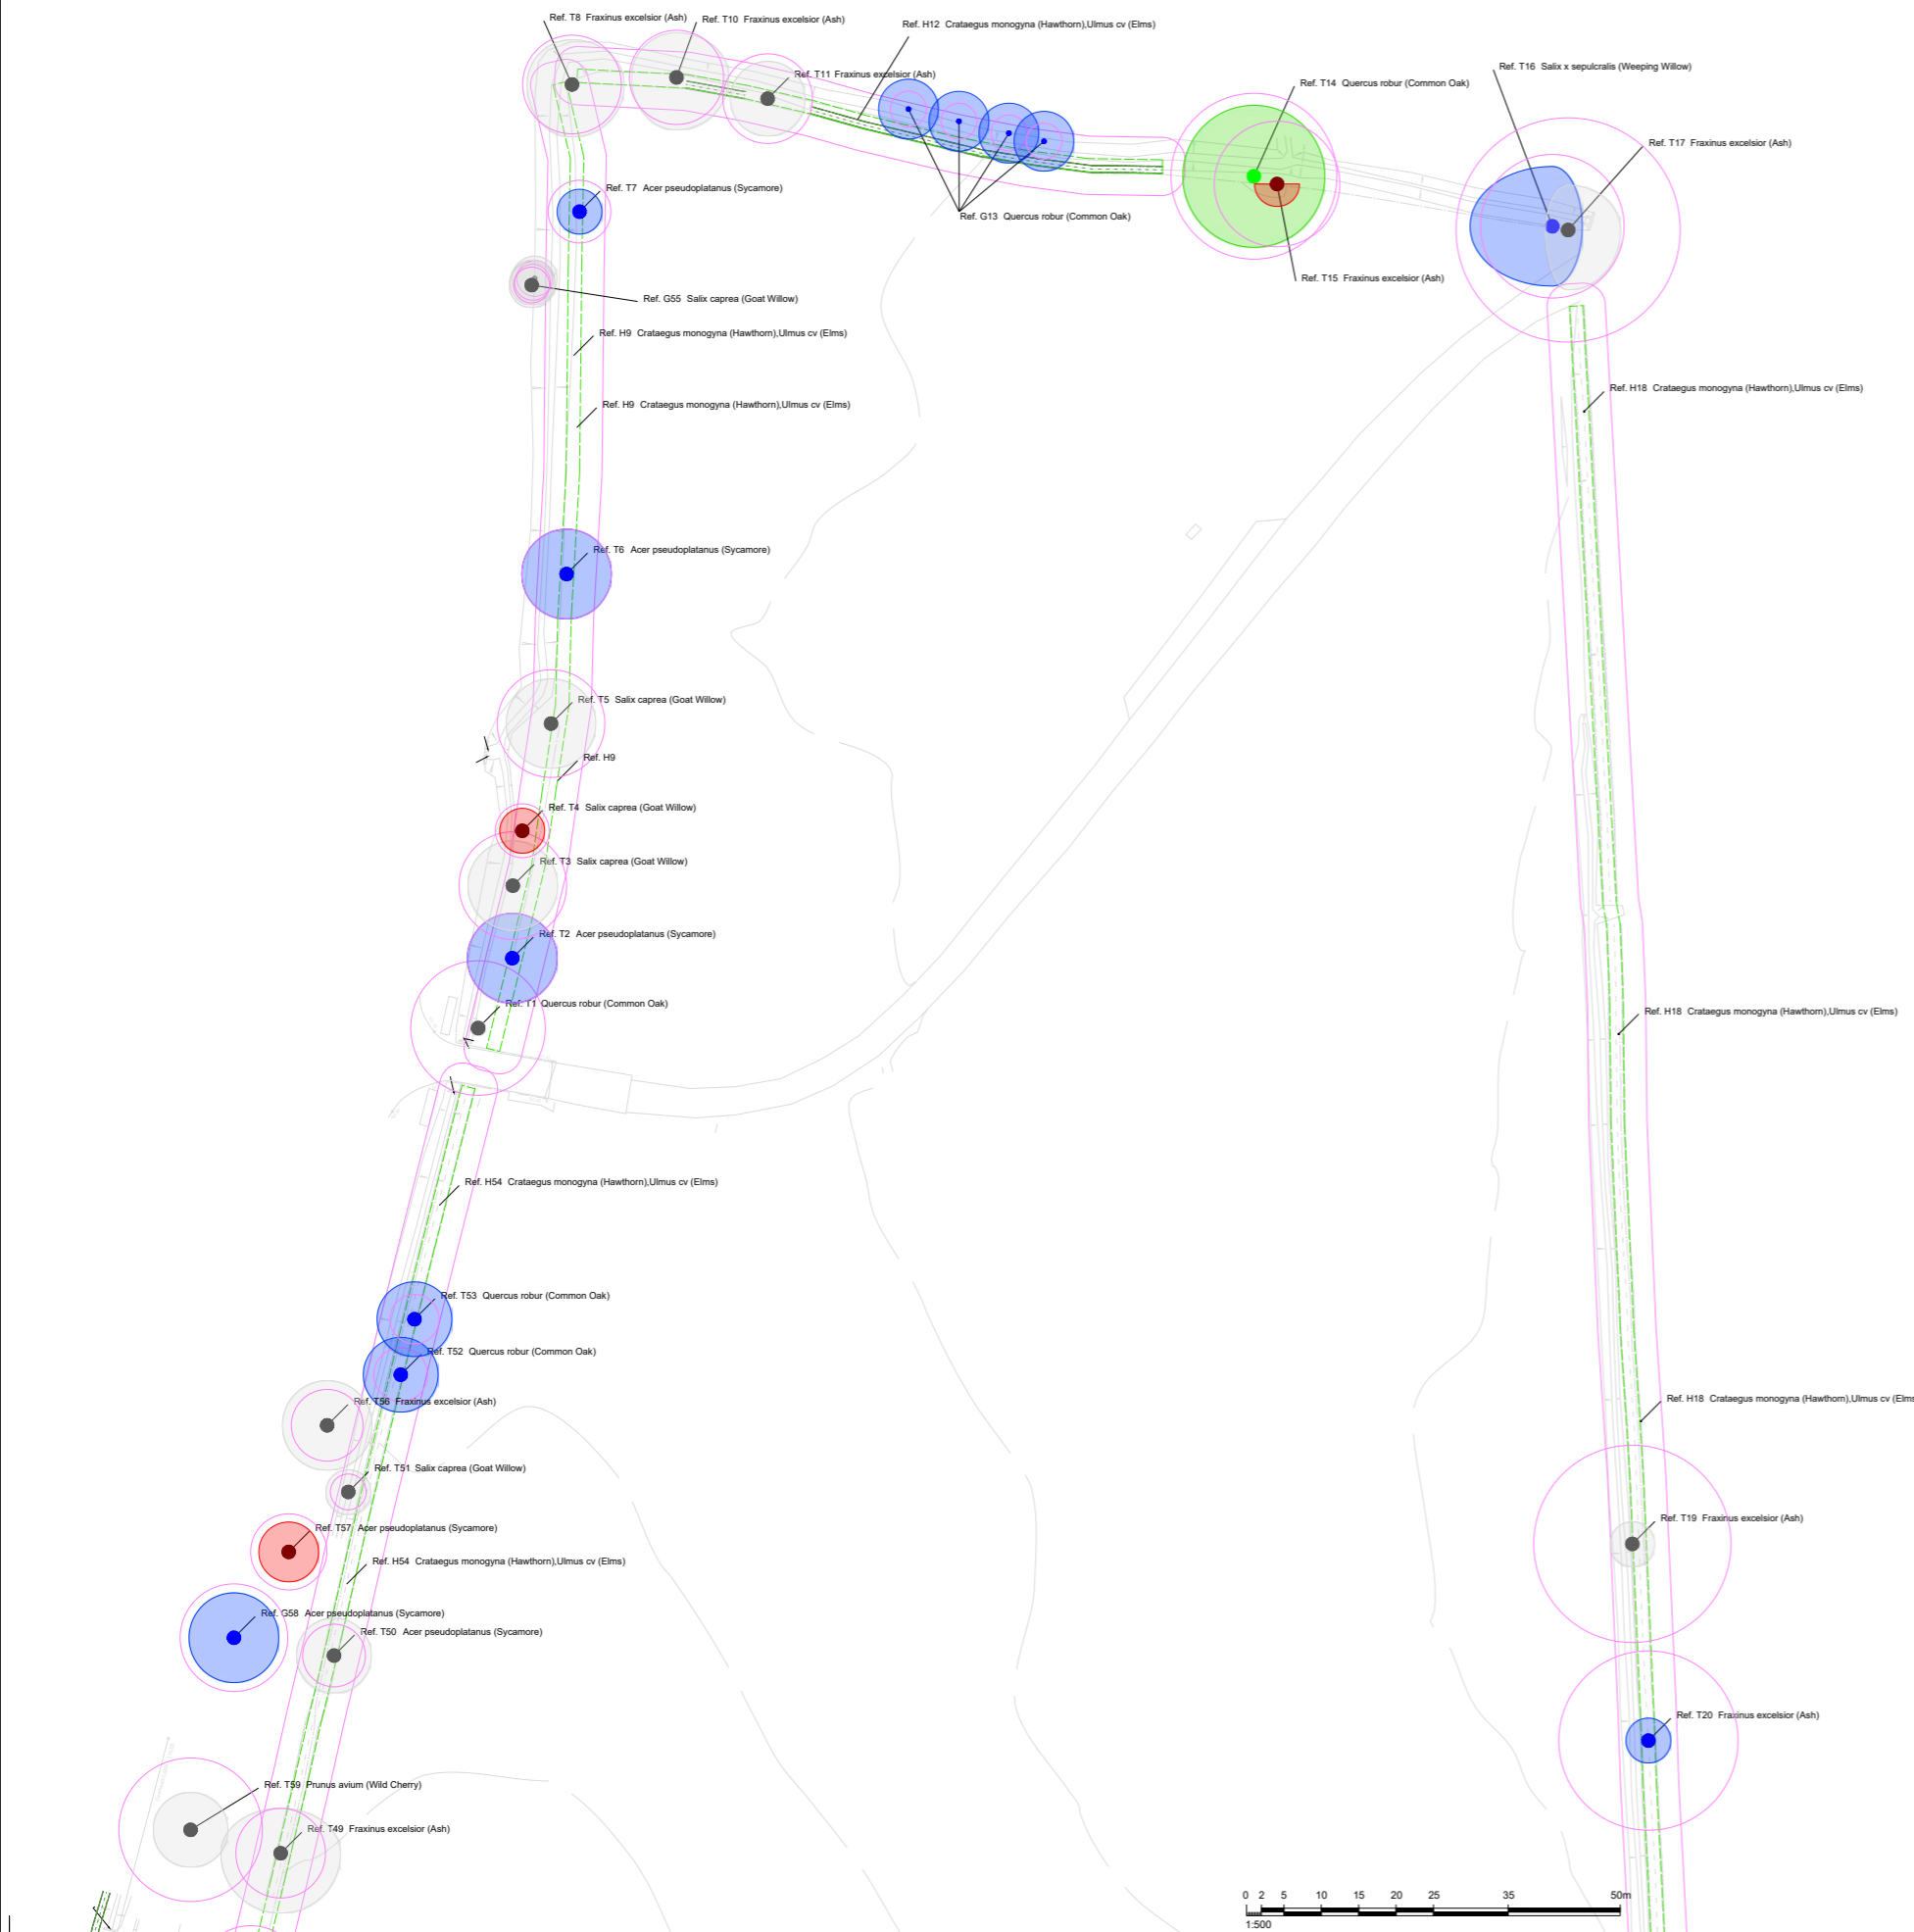 Ref. T8 Fraxinus excelsior (Ash)
Ref. T10 Fraxinus excelsior (Ash)
Ref. H12 Crataegus monogyna (Hawthorn),Ulmus cv (Elms)
Ref. T11 Fraxinus excelsior (Ash)
Ref. T14 Quercus robur (Common Oak)
Ref. T16 Salix x sepulcralis (Weeping Willow)
Ref. T17 Fraxinus excelsior (Ash)
Ref. T7 Acer pseudoplatanus (Sycamore)
Ref. G13 Quercus robur (Common Oak)
Ref. T15 Fraxinus excelsior (Ash)
Ref. G55 Salix caprea (Goat Willow)
Ref. H9 Crataegus monogyna (Hawthorn),Ulmus cv (Elms)
Ref. H18 Crataegus monogyna (Hawthorn),Ulmus cv (Elms)
Ref. H9 Crataegus monogyna (Hawthorn),Ulmus cv (Elms)
Ref. T6 Acer pseudoplatanus (Sycamore)
Ref. T5 Salix caprea (Goat Willow)
Ref. H9
Ref. T4 Salix caprea (Goat Willow)
Ref. T3 Salix caprea (Goat Willow)
Ref. T2 Acer pseudoplatanus (Sycamore)
Ref. T1 Quercus robur (Common Oak)
Ref. H18 Crataegus monogyna (Hawthorn),Ulmus cv (Elms)
Ref. H54 Crataegus monogyna (Hawthorn),Ulmus cv (Elms)
Ref. T53 Quercus robur (Common Oak)
Ref. T52 Quercus robur (Common Oak)
Ref. T56 Fraxinus excelsior (Ash)
Ref. H18 Crataegus monogyna (Hawthorn),Ulmus cv (Elms
Ref. T51 Salix caprea (Goat Willow)
Ref. T57 Acer pseudoplatanus (Sycamore)
Ref. T19 Fraxinus excelsior (Ash)
Ref. H54 Crataegus monogyna (Hawthorn),Ulmus cv (Elms)
Ref. G58 Acer pseudoplatanus (Sycamore)
Ref. T50 Acer pseudoplatanus (Sycamore)
Ref. T20 Fraxinus excelsior (Ash)
Ref. T59 Prunus avium (Wild Cherry)
Ref. T49 Fraxinus excelsior (Ash)
0 2 5 10 15 20 25 35 50m
1:500